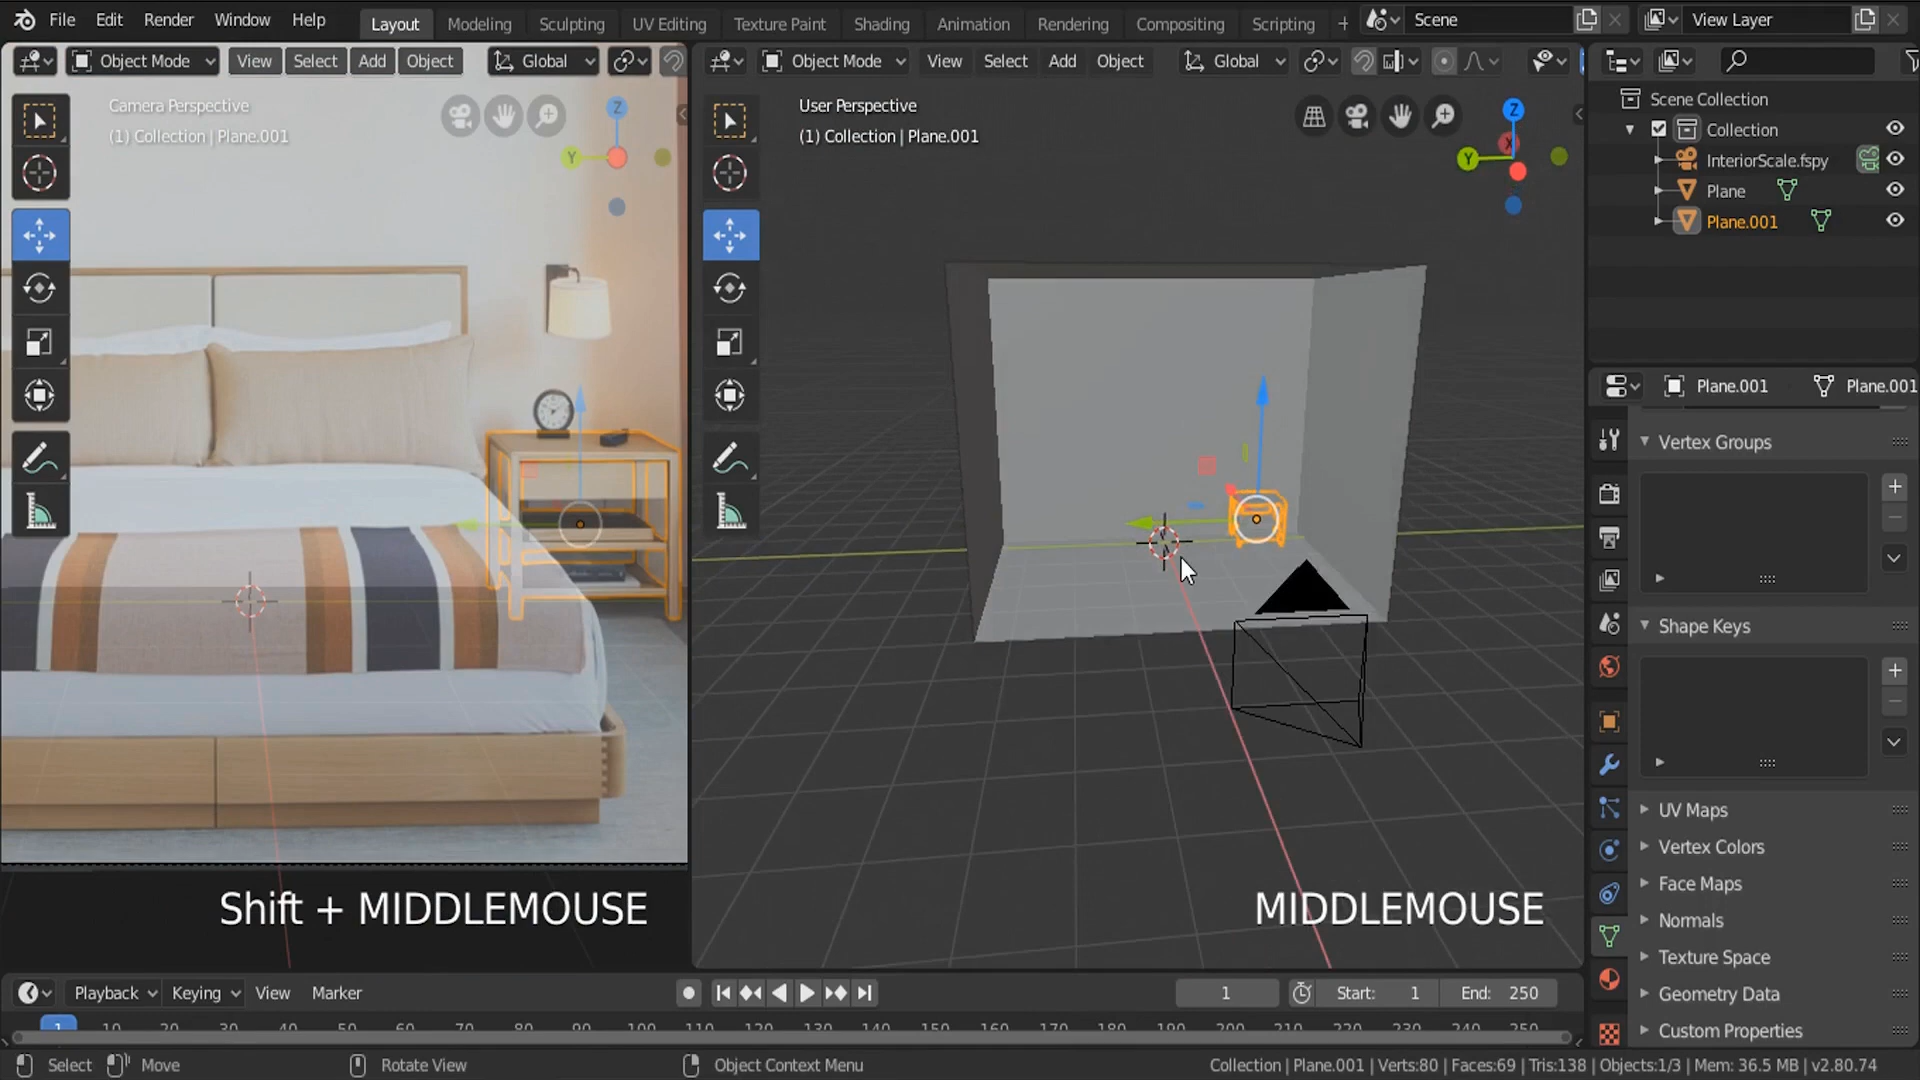 File Edit Render Window Help Layout Modeling Sculpting UV Editing Texture Paint Shading Animation Rendering Compositing Scripting + Scene View Layer
Object Mode View Select Add Object Global
Object Mode View Select Add Object Global
Camera Perspective
(1) Collection | Plane.001
User Perspective
(1) Collection | Plane.001
Z
Y
Z
X
Y
Scene Collection
Collection
InteriorScale.fspy
Plane
Plane.001
Plane.001 Plane.001
Vertex Groups
Shape Keys
UV Maps
Vertex Colors
Face Maps
Normals
Texture Space
Geometry Data
Custom Properties
Shift + MIDDLEMOUSE
MIDDLEMOUSE
Playback Keying View Marker 1 Start: 1 End: 250
1 10 20 30 40 50 60 70 80 90 100 110 120 130 140 150 160 170 180 190 200 210 220 230 240 250
Select Move Rotate View Object Context Menu Collection | Plane.001 | Verts:80 | Faces:69 | Tris:138 | Objects:1/3 | Mem: 36.5 MB | v2.80.74